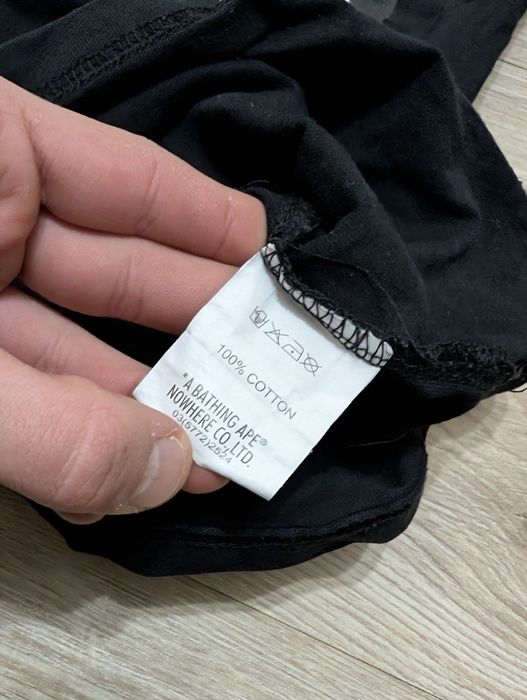 100% COTTON
*A BATHING APE®
NOWHERE CO.,LTD.
03(5772)2524